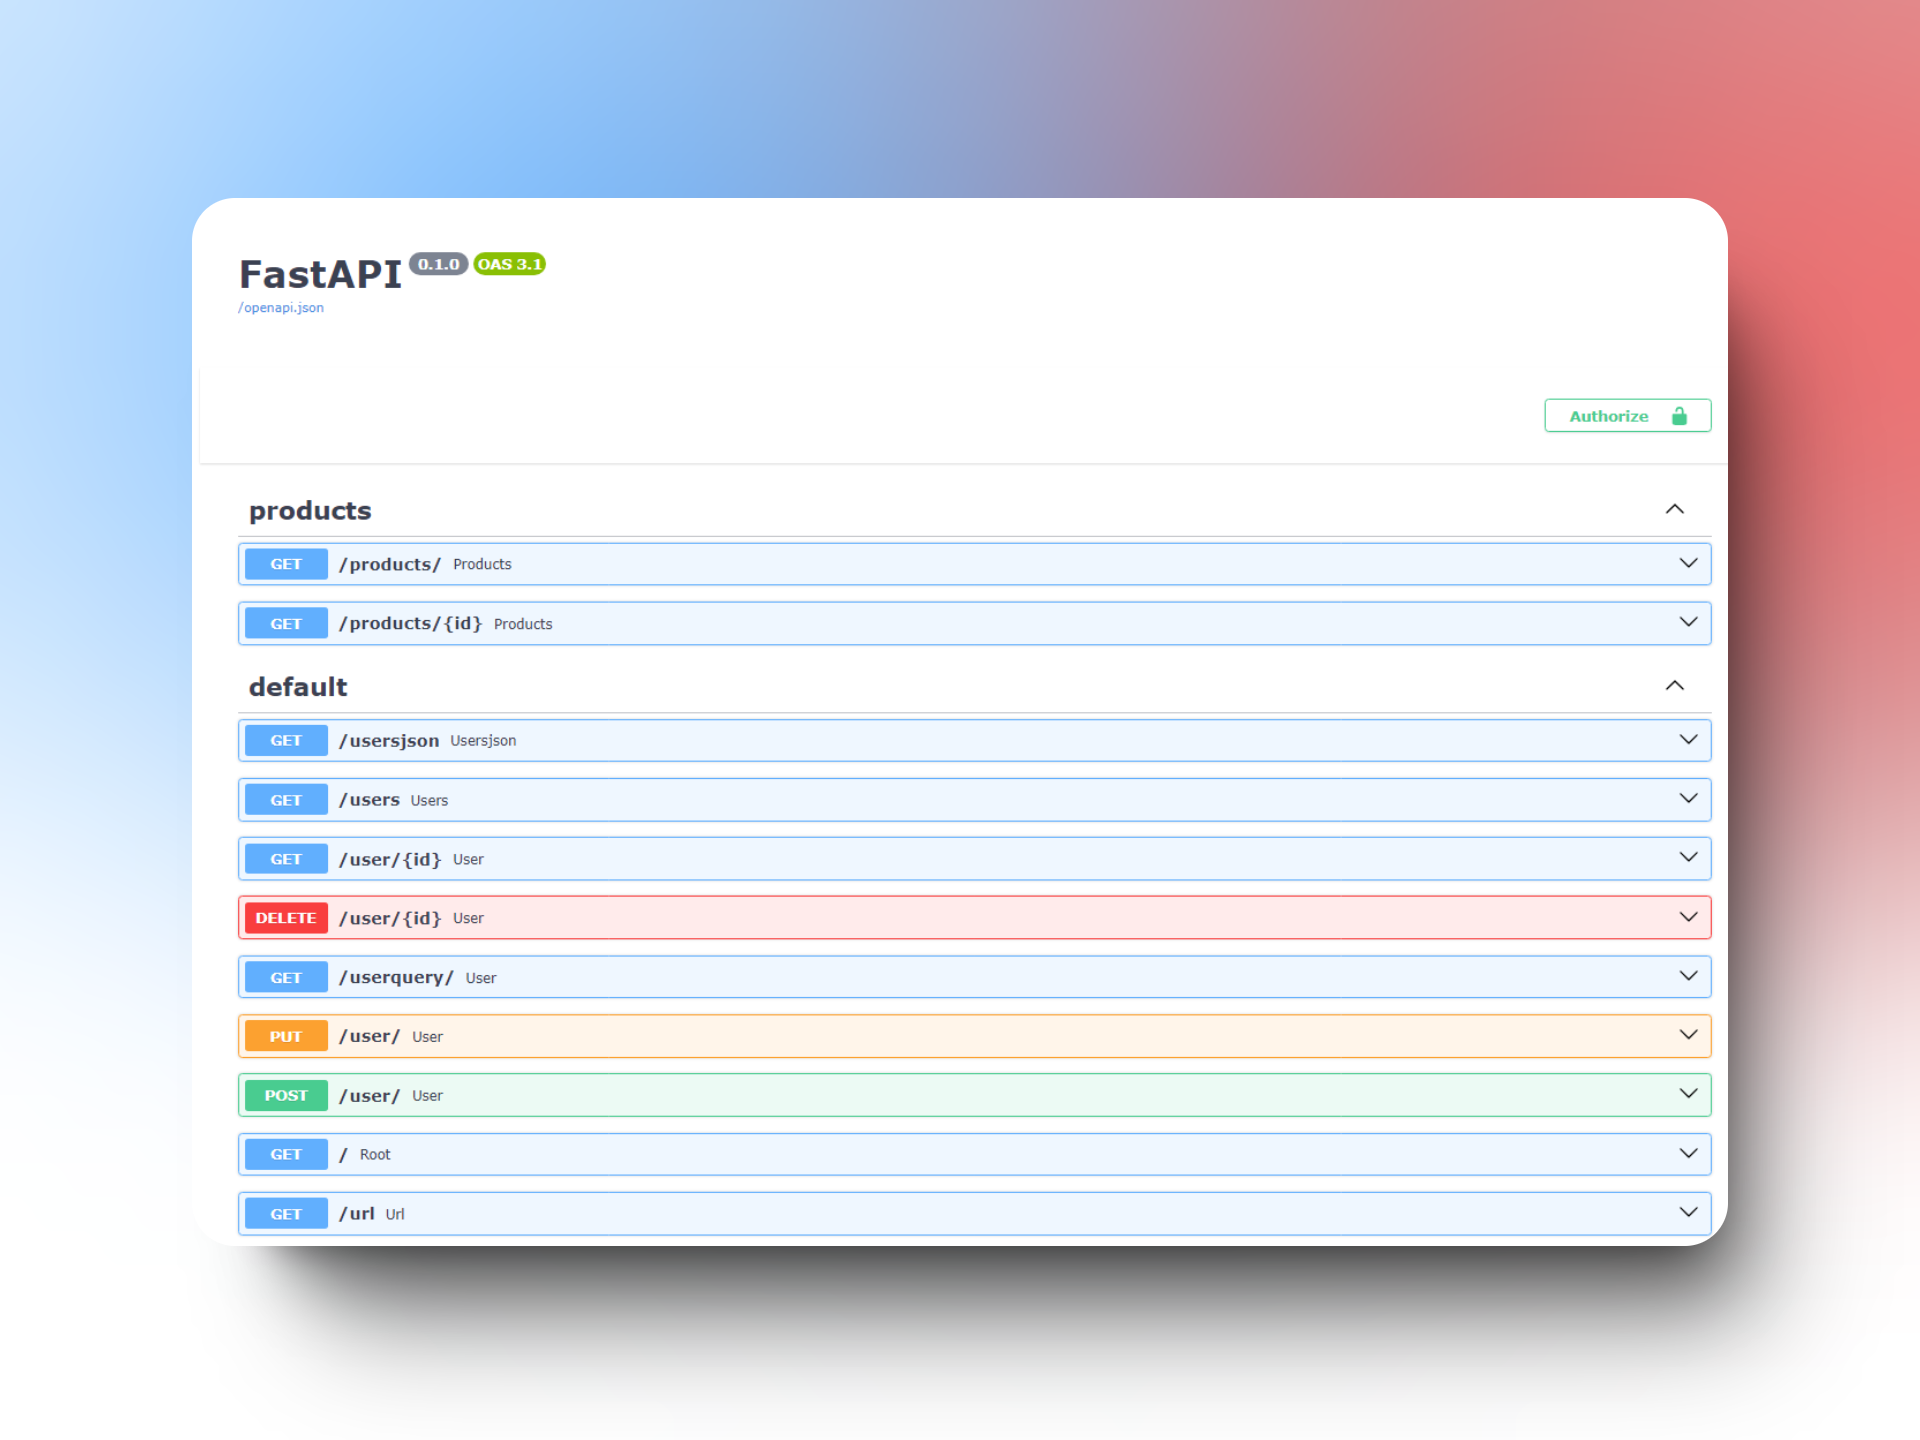 FastAPI 0.1.0 OAS 3.1
/openapi.json
Authorize
products
GET /products/ Products
GET /products/{id} Products
default
GET /usersjson Usersjson
GET /users Users
GET /user/{id} User
DELETE /user/{id} User
GET /userquery/ User
PUT /user/ User
POST /user/ User
GET / Root
GET /url Url